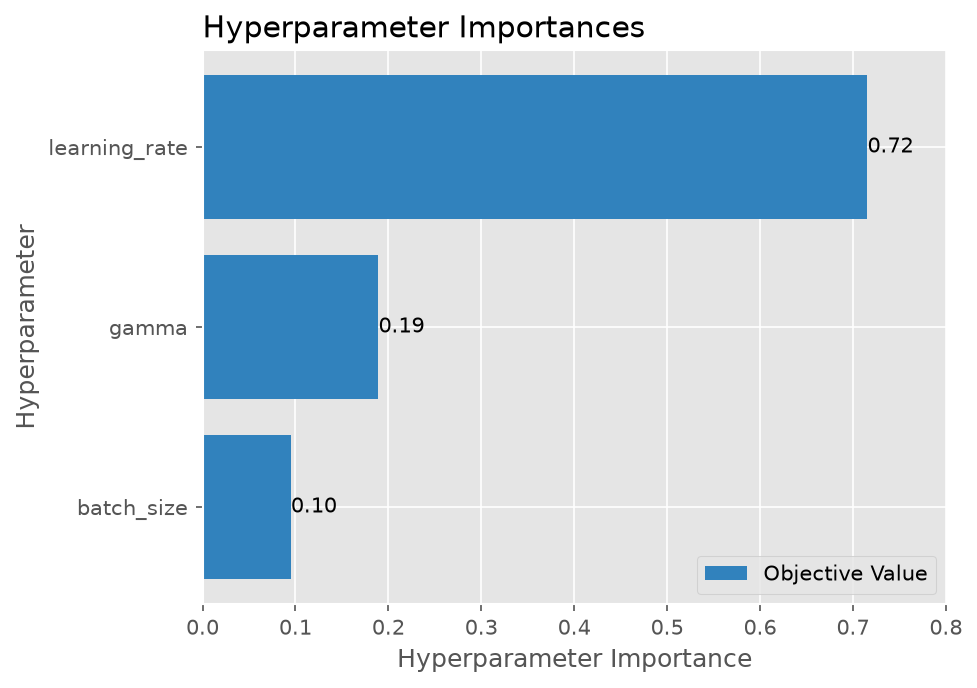 Hyperparameter Importances
Hyperparameter
learning_rate
0.72
gamma
0.19
batch_size
0.10
Objective Value
0.0 0.1 0.2 0.3 0.4 0.5 0.6 0.7 0.8
Hyperparameter Importance